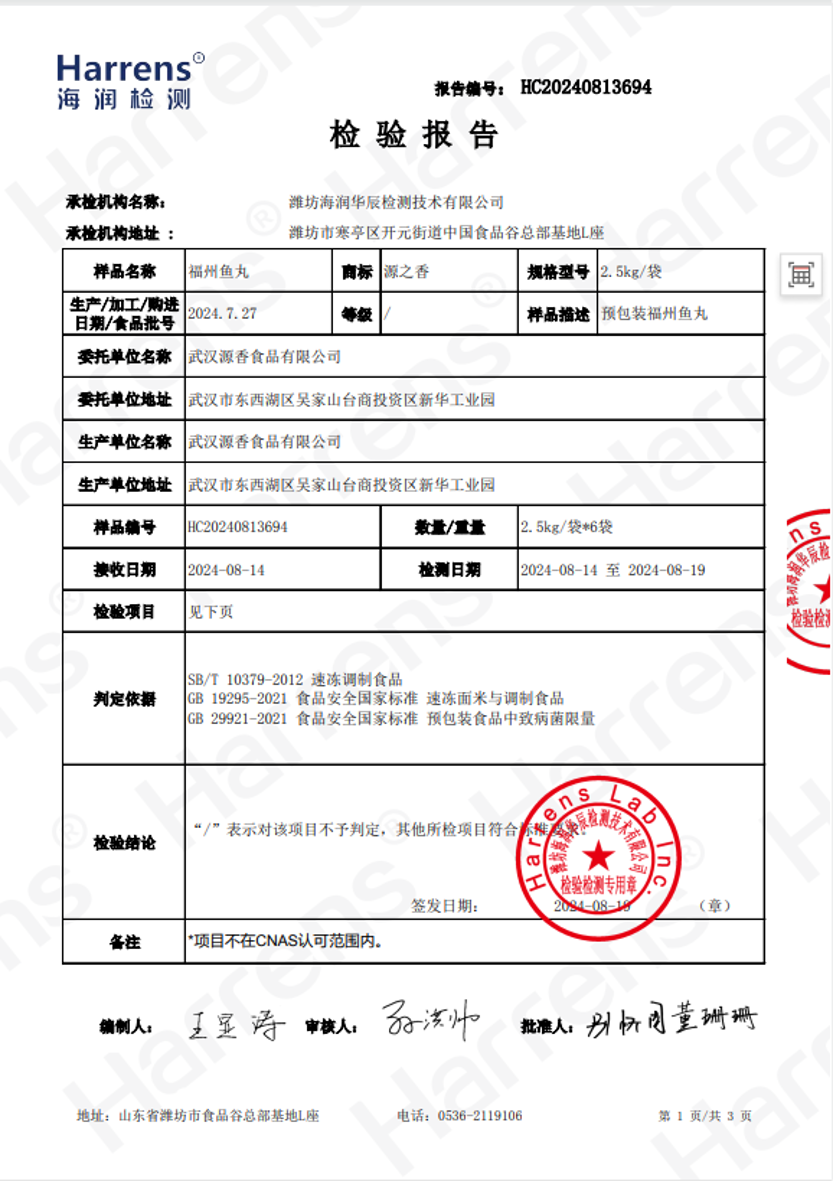 Harrens®
海润检测
报告编号： HC20240813694
检验报告
承检机构名称： 潍坊海润华辰检测技术有限公司
承检机构地址 ： 潍坊市寒亭区开元街道中国食品谷总部基地L座
样品名称 福州鱼丸 商标 源之香 规格型号 2.5kg/袋
生产/加工/购进
日期/食品批号 2024.7.27 等级 / 样品描述 预包装福州鱼丸
委托单位名称 武汉源香食品有限公司
委托单位地址 武汉市东西湖区吴家山台商投资区新华工业园
生产单位名称 武汉源香食品有限公司
生产单位地址 武汉市东西湖区吴家山台商投资区新华工业园
样品编号 HC20240813694 数量/重量 2.5kg/袋*6袋
接收日期 2024-08-14 检测日期 2024-08-14 至 2024-08-19
检验项目 见下页
判定依据
SB/T 10379-2012 速冻调制食品
GB 19295-2021 食品安全国家标准 速冻面米与调制食品
GB 29921-2021 食品安全国家标准 预包装食品中致病菌限量
检验结论
“/”表示对该项目不予判定，其他所检项目符合标准要求。
签发日期： 2024-08-19 （章）
Harrens Lab Inc.
潍坊海润华辰检测技术有限公司
检验检测专用章
备注 *项目不在CNAS认可范围内。
编制人： 王显涛 审核人： 孙洪帅 批准人： 董珊珊
地址：山东省潍坊市食品谷总部基地L座 电话：0536-2119106 第 1 页/共 3 页